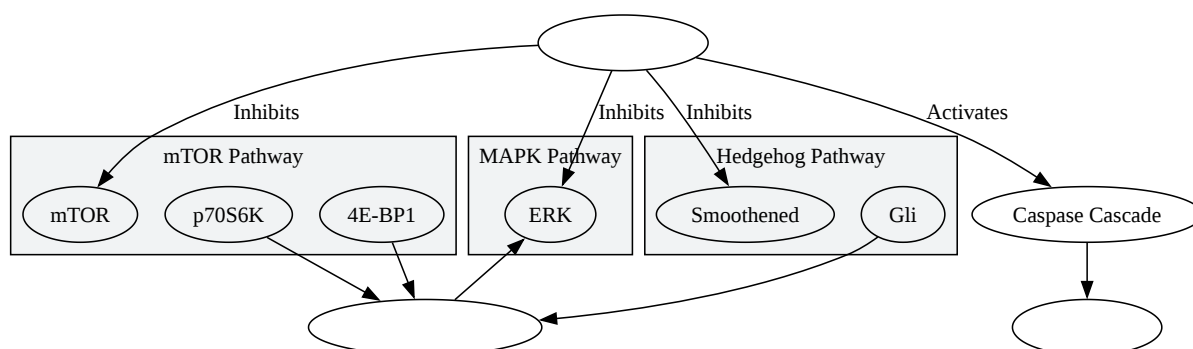 Inhibits
Inhibits
Inhibits
Activates
mTOR Pathway
MAPK Pathway
Hedgehog Pathway
mTOR
p70S6K
4E-BP1
ERK
Smoothened
Gli
Caspase Cascade